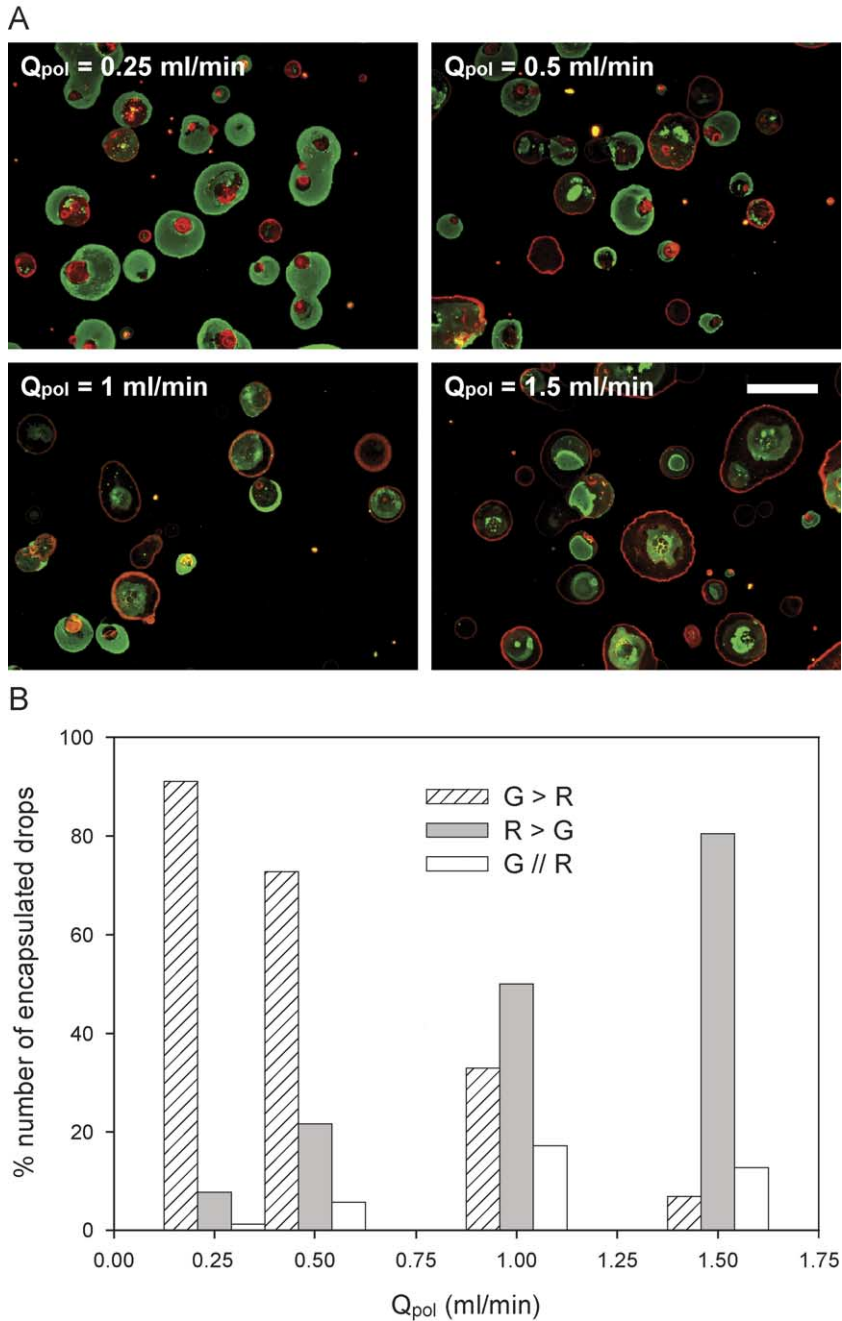 A
Qpol = 0.25 ml/min
Qpol = 0.5 ml/min
Qpol = 1 ml/min
Qpol = 1.5 ml/min
B
% number of encapsulated drops
100
80
60
40
20
0
G > R
R > G
G // R
0.00 0.25 0.50 0.75 1.00 1.25 1.50 1.75
Qpol (ml/min)